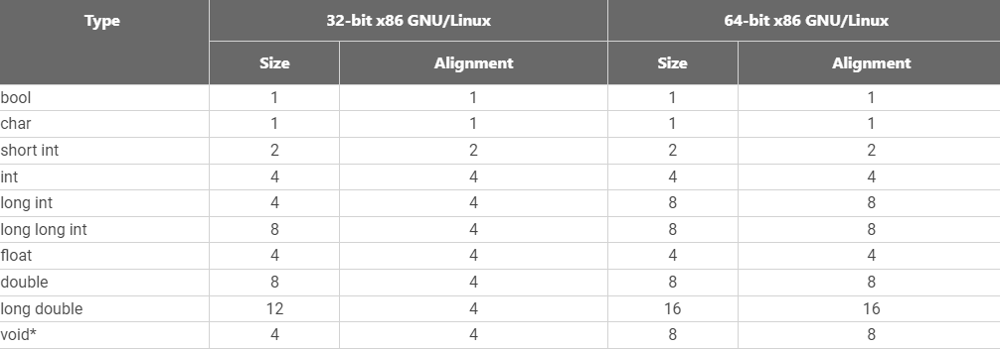 Type 32-bit x86 GNU/Linux 64-bit x86 GNU/Linux
Size Alignment Size Alignment
bool 1 1 1 1
char 1 1 1 1
short int 2 2 2 2
int 4 4 4 4
long int 4 4 8 8
long long int 8 4 8 8
float 4 4 4 4
double 8 4 8 8
long double 12 4 16 16
void* 4 4 8 8